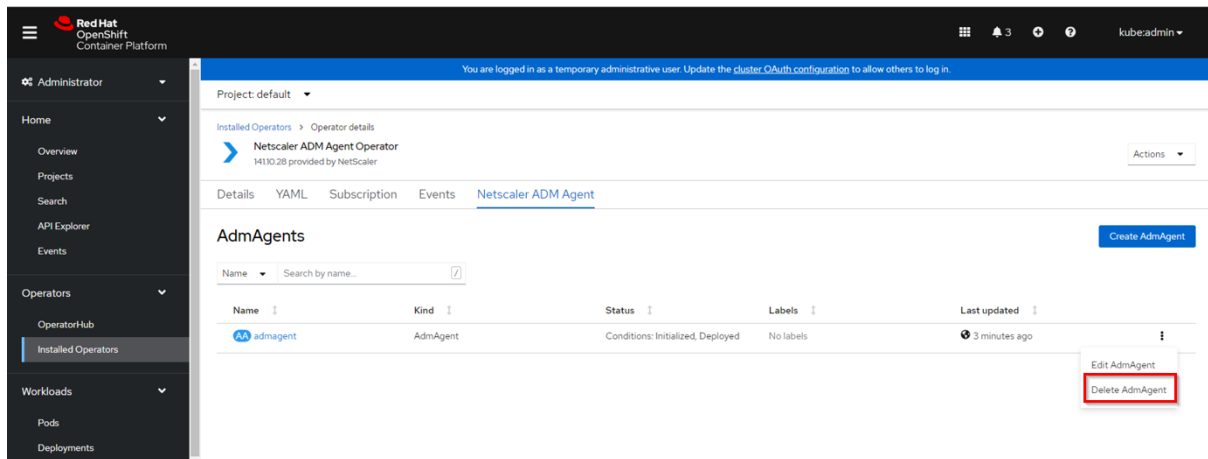 Red Hat
OpenShift
Container Platform
3
kube:admin
Administrator
You are logged in as a temporary administrative user. Update the cluster OAuth configuration to allow others to log in.
Project: default
Home
Overview
Projects
Search
API Explorer
Events
Operators
OperatorHub
Installed Operators
Workloads
Pods
Deployments
Installed Operators > Operator details
Netscaler ADM Agent Operator
141.10.28 provided by NetScaler
Actions
Details YAML Subscription Events Netscaler ADM Agent
AdmAgents
Create AdmAgent
Name Search by name... /
Name Kind Status Labels Last updated
AA admagent AdmAgent Conditions: Initialized, Deployed No labels 3 minutes ago
Edit AdmAgent
Delete AdmAgent